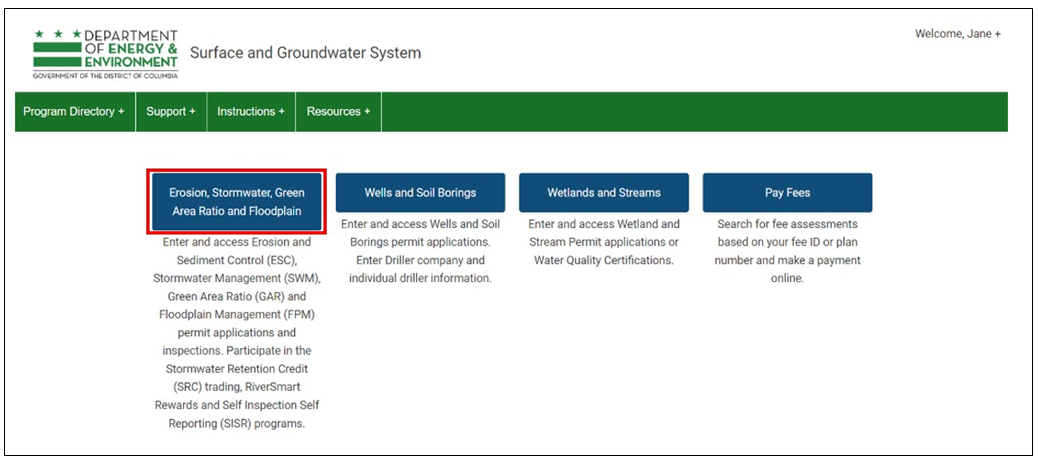 DEPARTMENT
OF ENERGY &
ENVIRONMENT
GOVERNMENT OF THE DISTRICT OF COLUMBIA
Surface and Groundwater System
Welcome, Jane +
Program Directory +
Support +
Instructions +
Resources +
Erosion, Stormwater, Green
Area Ratio and Floodplain
Enter and access Erosion and
Sediment Control (ESC),
Stormwater Management (SWM),
Green Area Ratio (GAR) and
Floodplain Management (FPM)
permit applications and
inspections. Participate in the
Stormwater Retention Credit
(SRC) trading, RiverSmart
Rewards and Self Inspection Self
Reporting (SISR) programs.
Wells and Soil Borings
Enter and access Wells and Soil
Borings permit applications.
Enter Driller company and
individual driller information.
Wetlands and Streams
Enter and access Wetland and
Stream Permit applications or
Water Quality Certifications.
Pay Fees
Search for fee assessments
based on your fee ID or plan
number and make a payment
online.